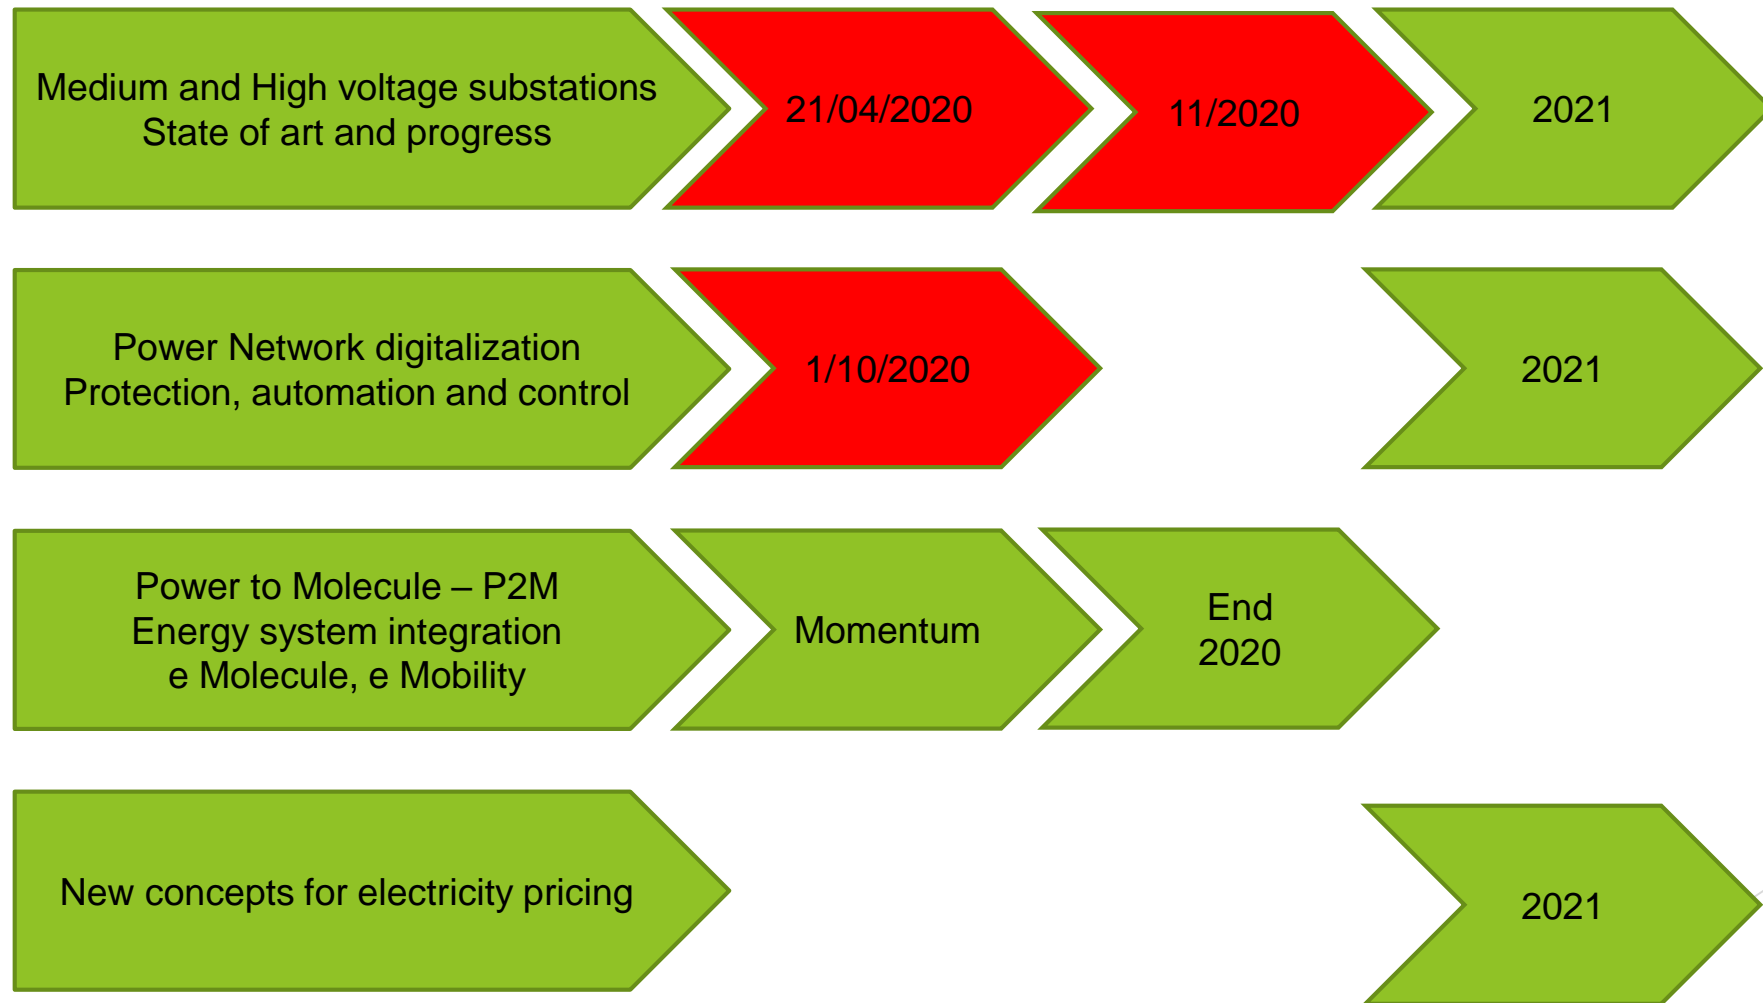 Medium and High voltage substations
State of art and progress
21/04/2020
11/2020
2021
Power Network digitalization
Protection, automation and control
1/10/2020
2021
Power to Molecule – P2M
Energy system integration
e Molecule, e Mobility
Momentum
End
2020
New concepts for electricity pricing
2021